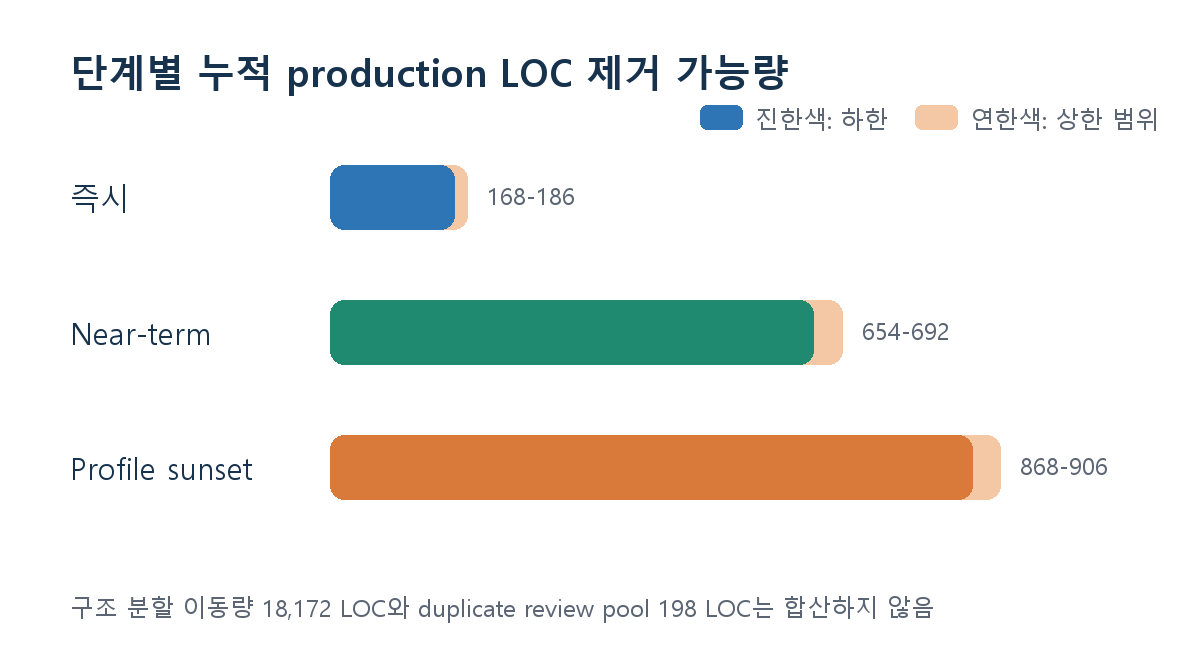 단계별 누적 production LOC 제거 가능량
진한색: 하한
연한색: 상한 범위
즉시
168-186
Near-term
654-692
Profile sunset
868-906
구조 분할 이동량 18,172 LOC와 duplicate review pool 198 LOC는 합산하지 않음